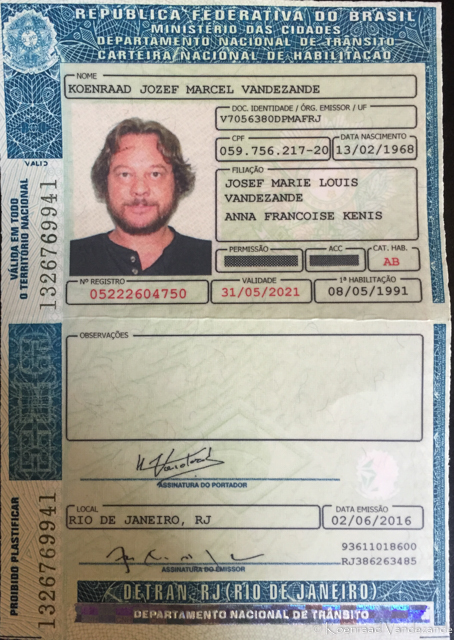 REPÚBLICA FEDERATIVA DO BRASIL
MINISTÉRIO DAS CIDADES
DEPARTAMENTO NACIONAL DE TRÂNSITO
CARTEIRA NACIONAL DE HABILITAÇÃO
NOME
KOENRAAD JOZEF MARCEL VANDEZANDE
DOC. IDENTIDADE / ÓRG. EMISSOR / UF
V7056380DPMAFRJ
CPF DATA NASCIMENTO
059.756.217-20 13/02/1968
FILIAÇÃO
JOSEF MARIE LOUIS
VANDEZANDE
ANNA FRANCOISE KENIS
PERMISSÃO ACC CAT. HAB.
AB
Nº REGISTRO VALIDADE 1ª HABILITAÇÃO
05222604750 31/05/2021 08/05/1991
VÁLIDA EM TODO
O TERRITÓRIO NACIONAL
1326769941
OBSERVAÇÕES
ASSINATURA DO PORTADOR
LOCAL DATA EMISSÃO
RIO DE JANEIRO, RJ 02/06/2016
93611018600
RJ386263485
ASSINATURA DO EMISSOR
PROIBIDO PLASTIFICAR
1326769941
DETRAN RJ (RIO DE JANEIRO)
DEPARTAMENTO NACIONAL DE TRÂNSITO
Koenraad Vandezande